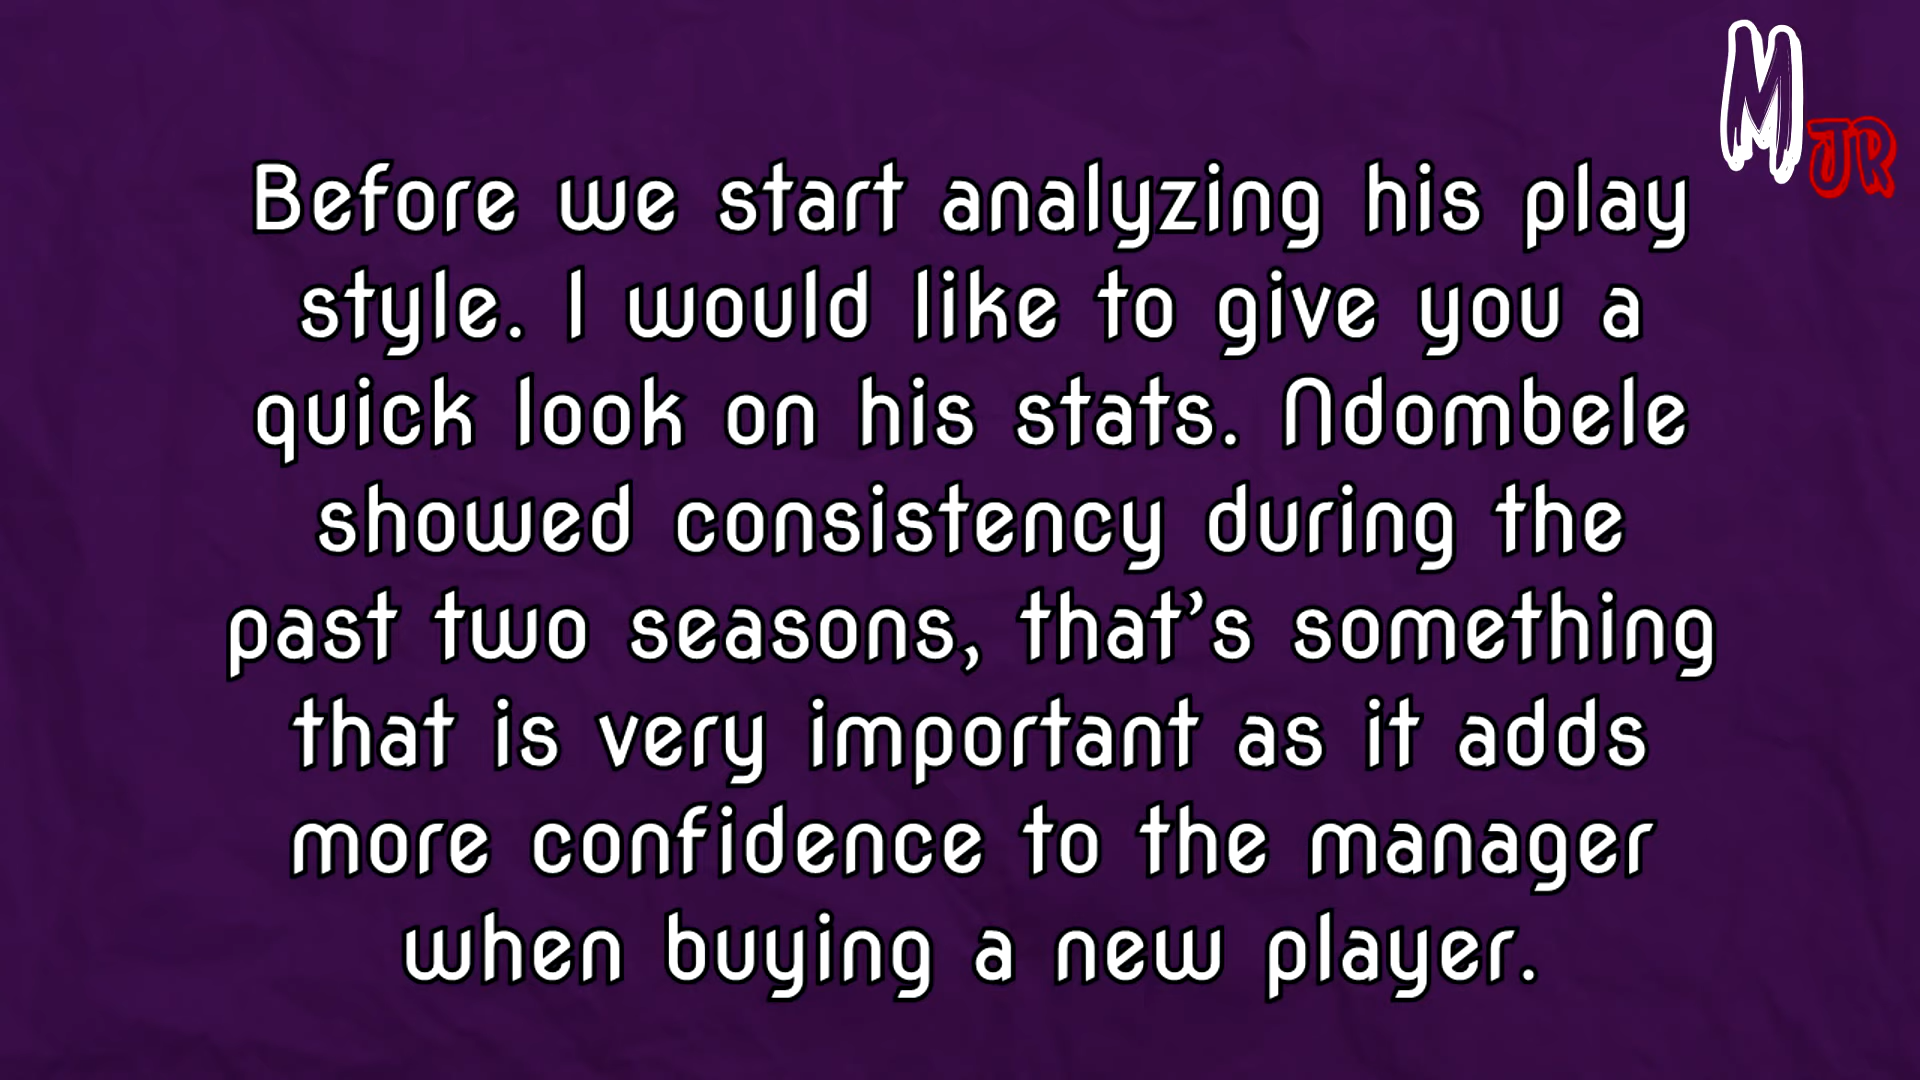 M
JR
Before we start analyzing his play
style. I would like to give you a
quick look on his stats. Ndombele
showed consistency during the
past two seasons, that’s something
that is very important as it adds
more confidence to the manager
when buying a new player.